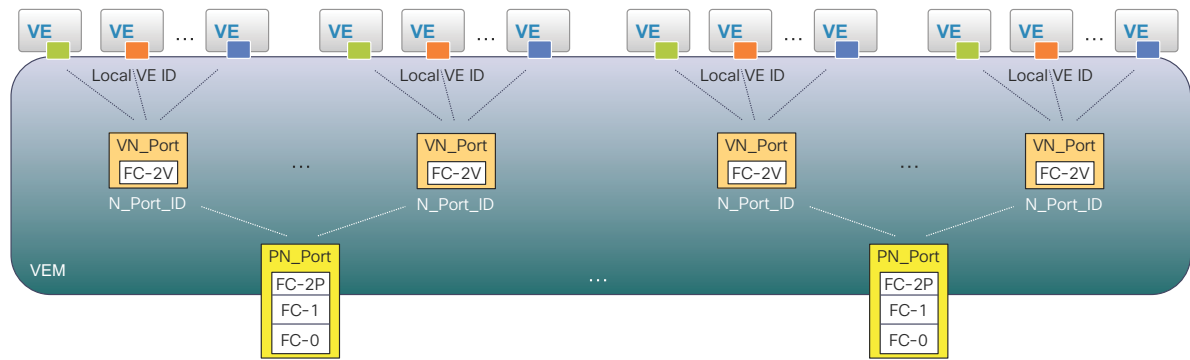 VE VE ... VE VE VE ... VE VE VE ... VE VE VE ... VE
Local VE ID Local VE ID Local VE ID Local VE ID
VN_Port ... VN_Port VN_Port ... VN_Port
FC-2V FC-2V FC-2V FC-2V
N_Port_ID N_Port_ID N_Port_ID N_Port_ID
PN_Port PN_Port
VEM ...
FC-2P FC-2P
FC-1 FC-1
FC-0 FC-0